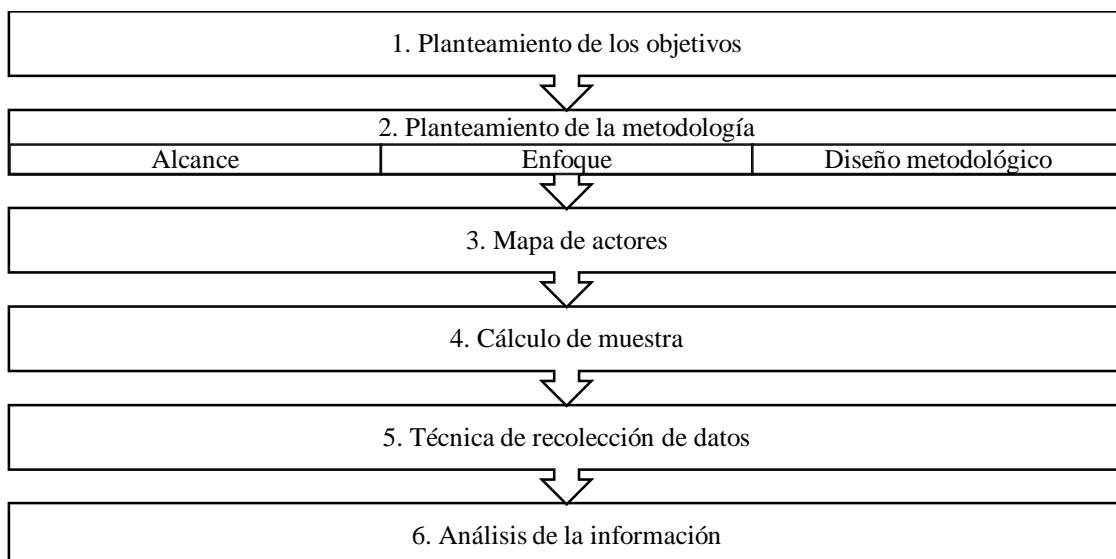 1. Planteamiento de los objetivos
2. Planteamiento de la metodología
Alcance
Enfoque
Diseño metodológico
3. Mapa de actores
4. Cálculo de muestra
5. Técnica de recolección de datos
6. Análisis de la información